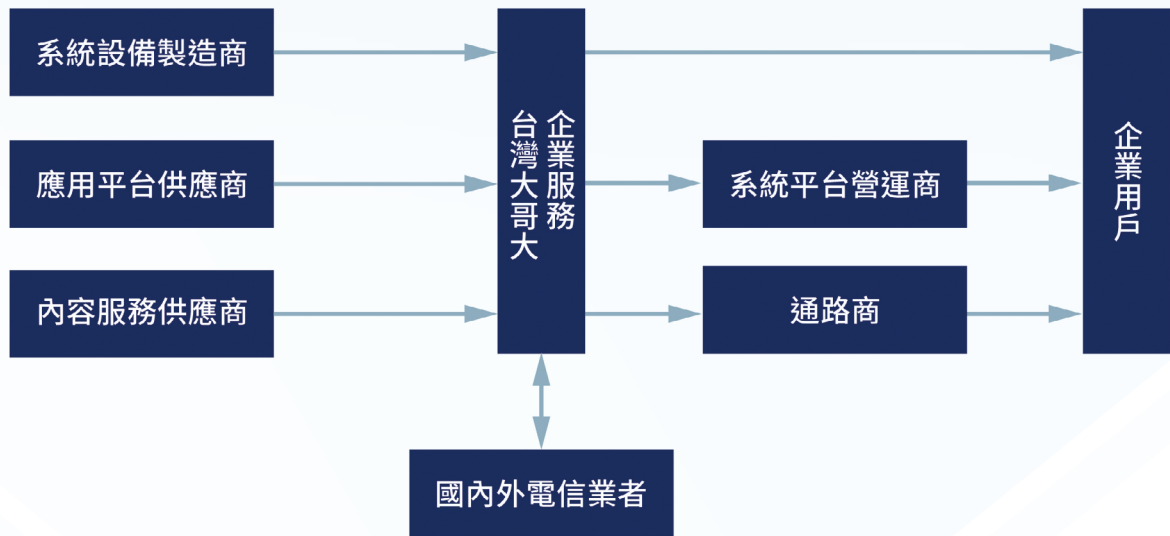 系統設備製造商
應用平台供應商
內容服務供應商
台灣大哥大
企業服務
系統平台營運商
通路商
企業用戶
國內外電信業者